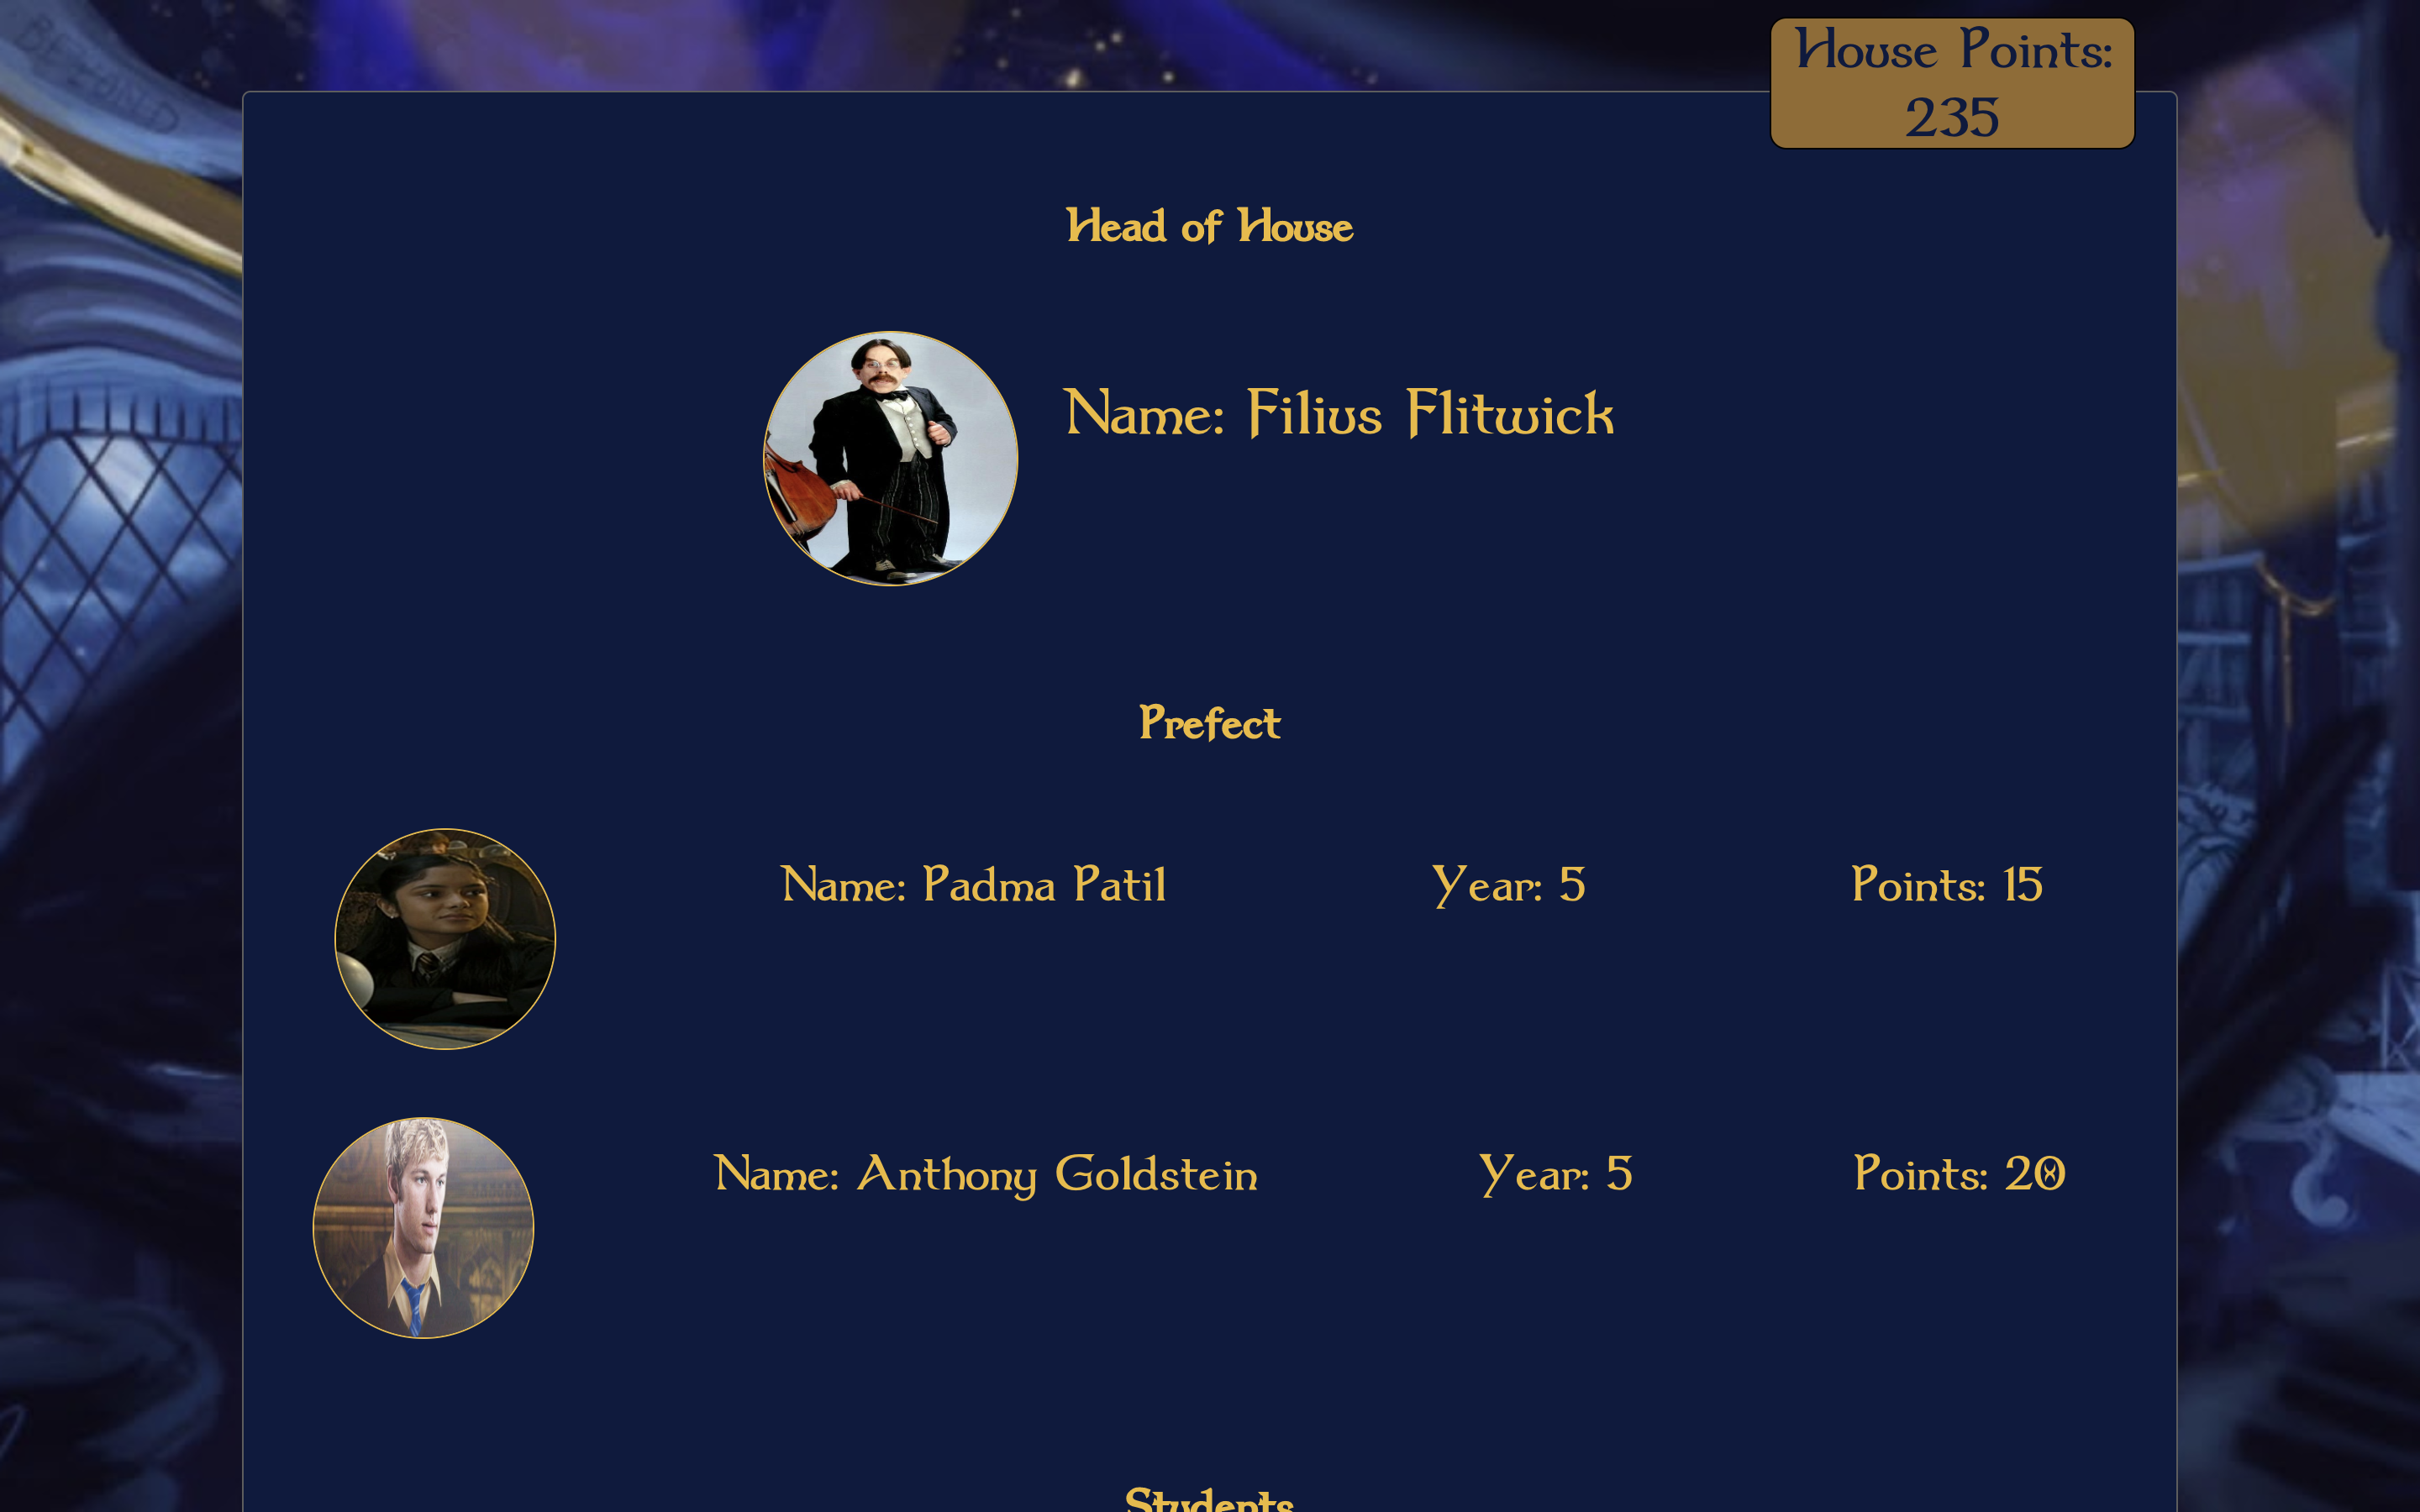 BEYOND
House Points:
235
Head of House
Name: Filius Flitwick
Prefect
Name: Padma Patil Year: 5 Points: 15
Name: Anthony Goldstein Year: 5 Points: 20
Students